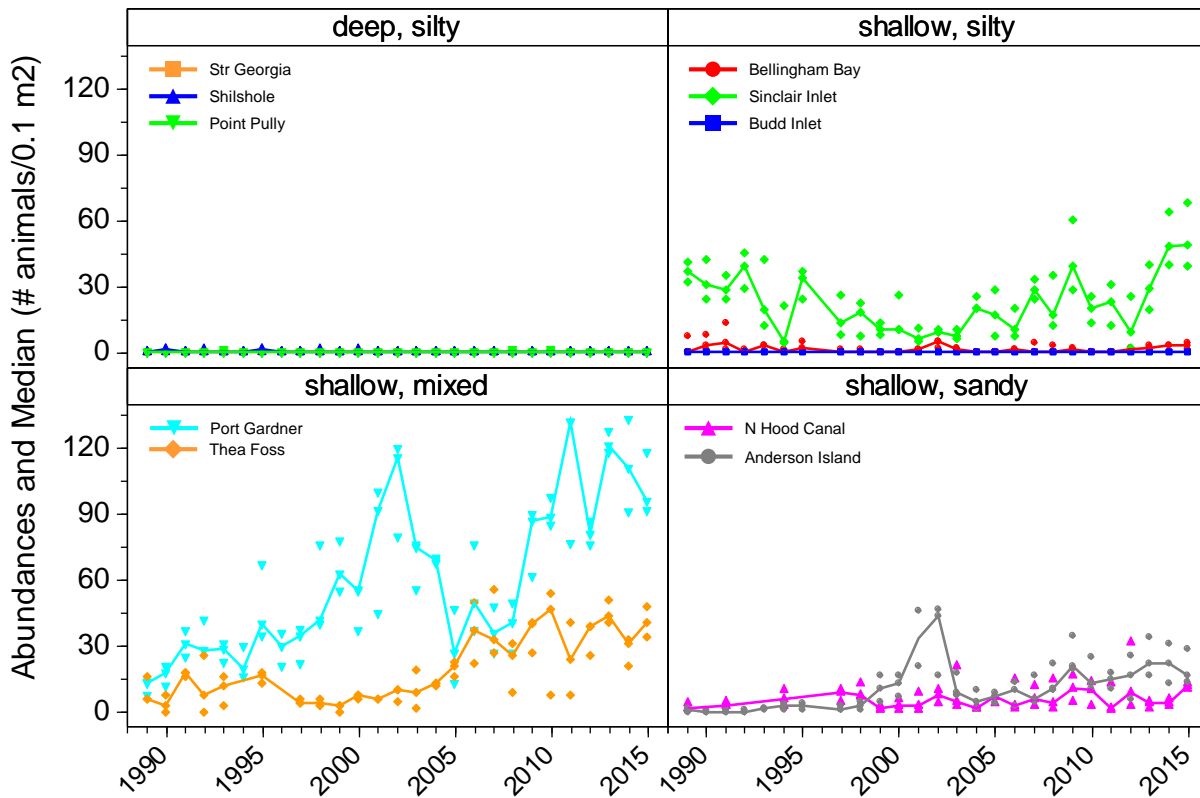 Abundances and Median (# animals/0.1 m2)
deep, silty
Str Georgia
Shilshole
Point Pully
120
90
60
30
0
shallow, silty
Bellingham Bay
Sinclair Inlet
Budd Inlet
shallow, mixed
Port Gardner
Thea Foss
120
90
60
30
0
1990
1995
2000
2005
2010
2015
shallow, sandy
N Hood Canal
Anderson Island
1990
1995
2000
2005
2010
2015